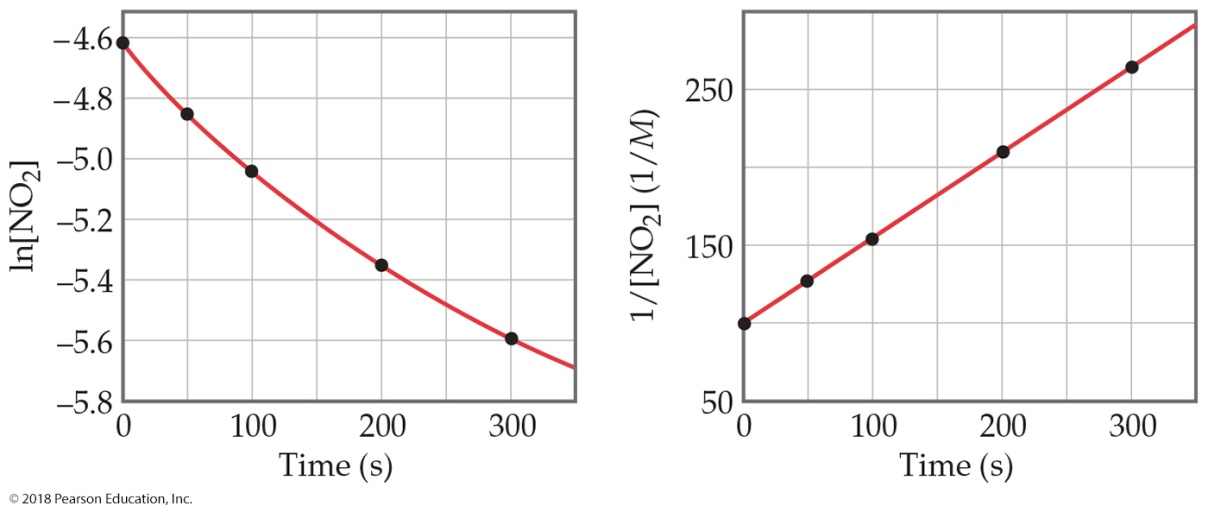 –4.6
–4.8
–5.0
–5.2
–5.4
–5.6
–5.8
ln[NO₂]
0 100 200 300
Time (s)
250
150
50
1/[NO₂] (1/M)
0 100 200 300
Time (s)
© 2018 Pearson Education, Inc.